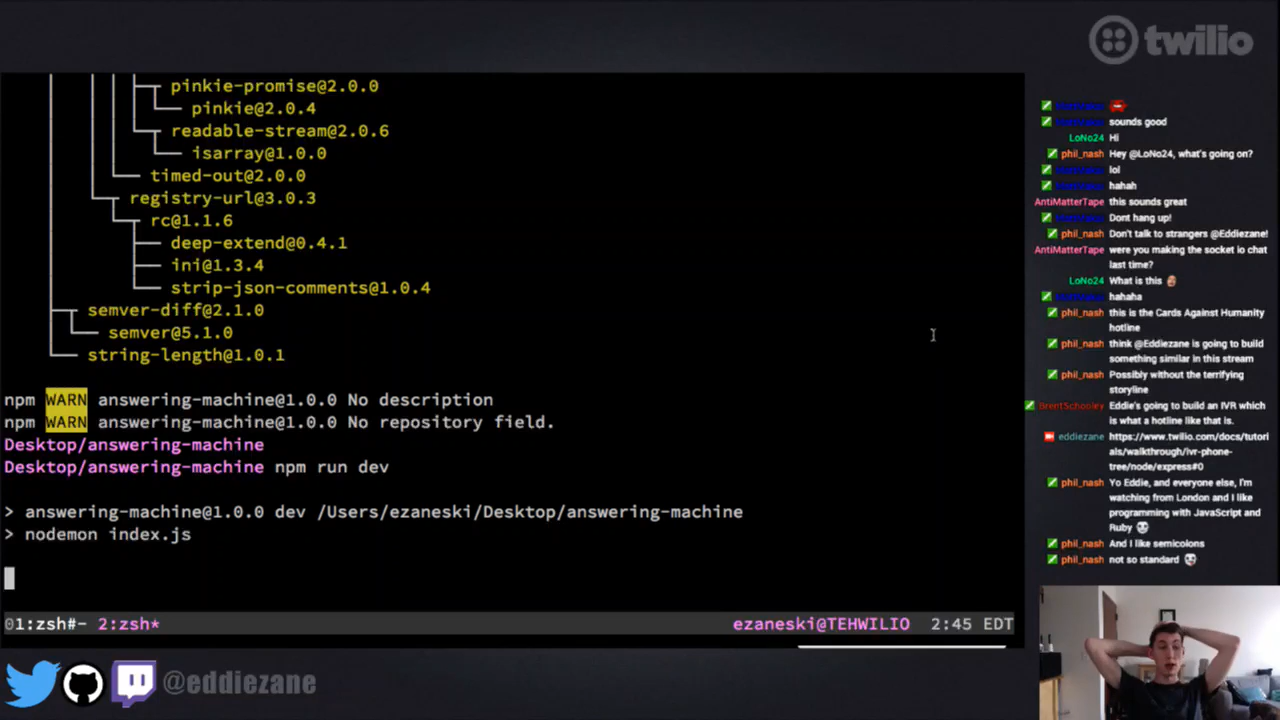 twilio
pinkie-promise@2.0.0
pinkie@2.0.4
readable-stream@2.0.6
isarray@1.0.0
timed-out@2.0.0
registry-url@3.0.3
rc@1.1.6
deep-extend@0.4.1
ini@1.3.4
strip-json-comments@1.0.4
semver-diff@2.1.0
semver@5.1.0
string-length@1.0.1
npm WARN answering-machine@1.0.0 No description
npm WARN answering-machine@1.0.0 No repository field.
Desktop/answering-machine
Desktop/answering-machine npm run dev
> answering-machine@1.0.0 dev /Users/ezaneski/Desktop/answering-machine
> nodemon index.js
01:zsh#- 2:zsh* ezaneski@TEHWILIO 2:45 EDT
@eddiezane
sounds good
LoNo24 Hi
phil_nash Hey @LoNo24, what's going on?
lol
hahah
AntiMatterTape this sounds great
Dont hang up!
phil_nash Don't talk to strangers @Eddiezane!
AntiMatterTape were you making the socket io chat
last time?
LoNo24 What is this
hahaha
phil_nash this is the Cards Against Humanity
hotline
phil_nash think @Eddiezane is going to build
something similar in this stream
phil_nash Possibly without the terrifying
storyline
BrentSchooley Eddie's going to build an IVR which
is what a hotline like that is.
eddiezane https://www.twilio.com/docs/tutori
als/walkthrough/ivr-phone-
tree/node/express#0
phil_nash Yo Eddie, and everyone else, I'm
watching from London and I like
programming with JavaScript and
Ruby
phil_nash And I like semicolons
phil_nash not so standard